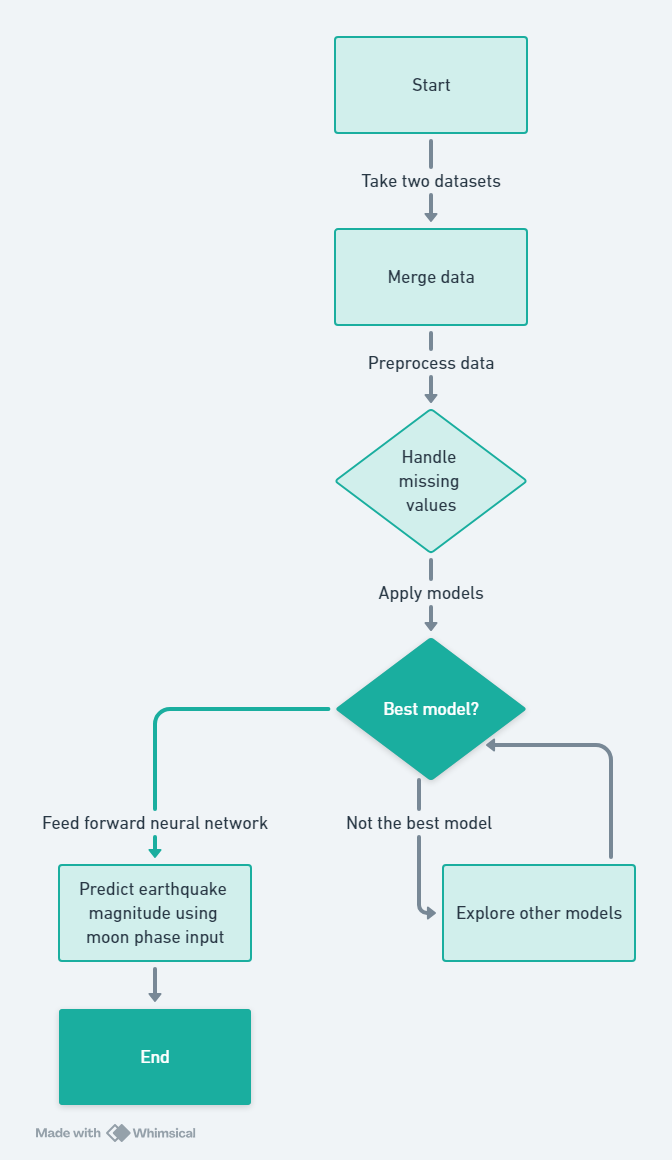 Start
Take two datasets
Merge data
Preprocess data
Handle
missing
values
Apply models
Best model?
Feed forward neural network
Not the best model
Predict earthquake
magnitude using
moon phase input
Explore other models
End
Made with Whimsical